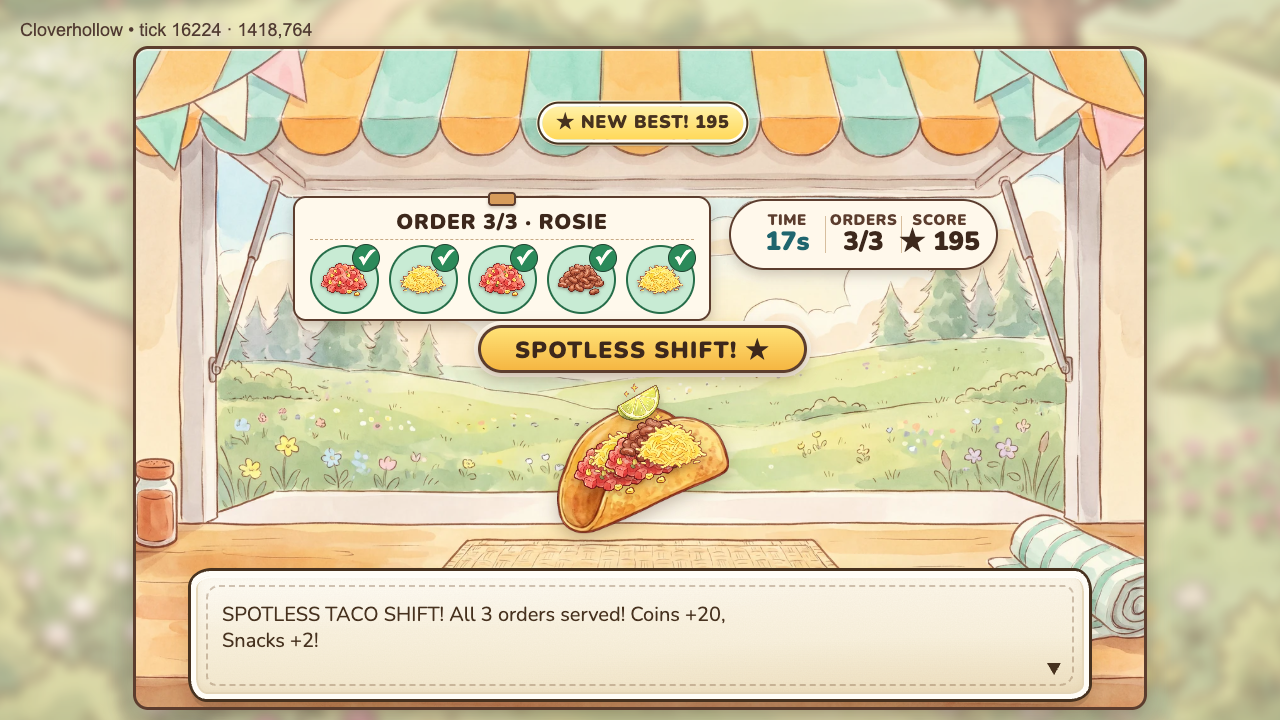 Cloverhollow • tick 16224 · 1418,764
★ NEW BEST! 195
ORDER 3/3 · ROSIE
TIME ORDERS SCORE
17s 3/3 ★ 195
SPOTLESS SHIFT! ★
SPOTLESS TACO SHIFT! All 3 orders served! Coins +20,
Snacks +2!